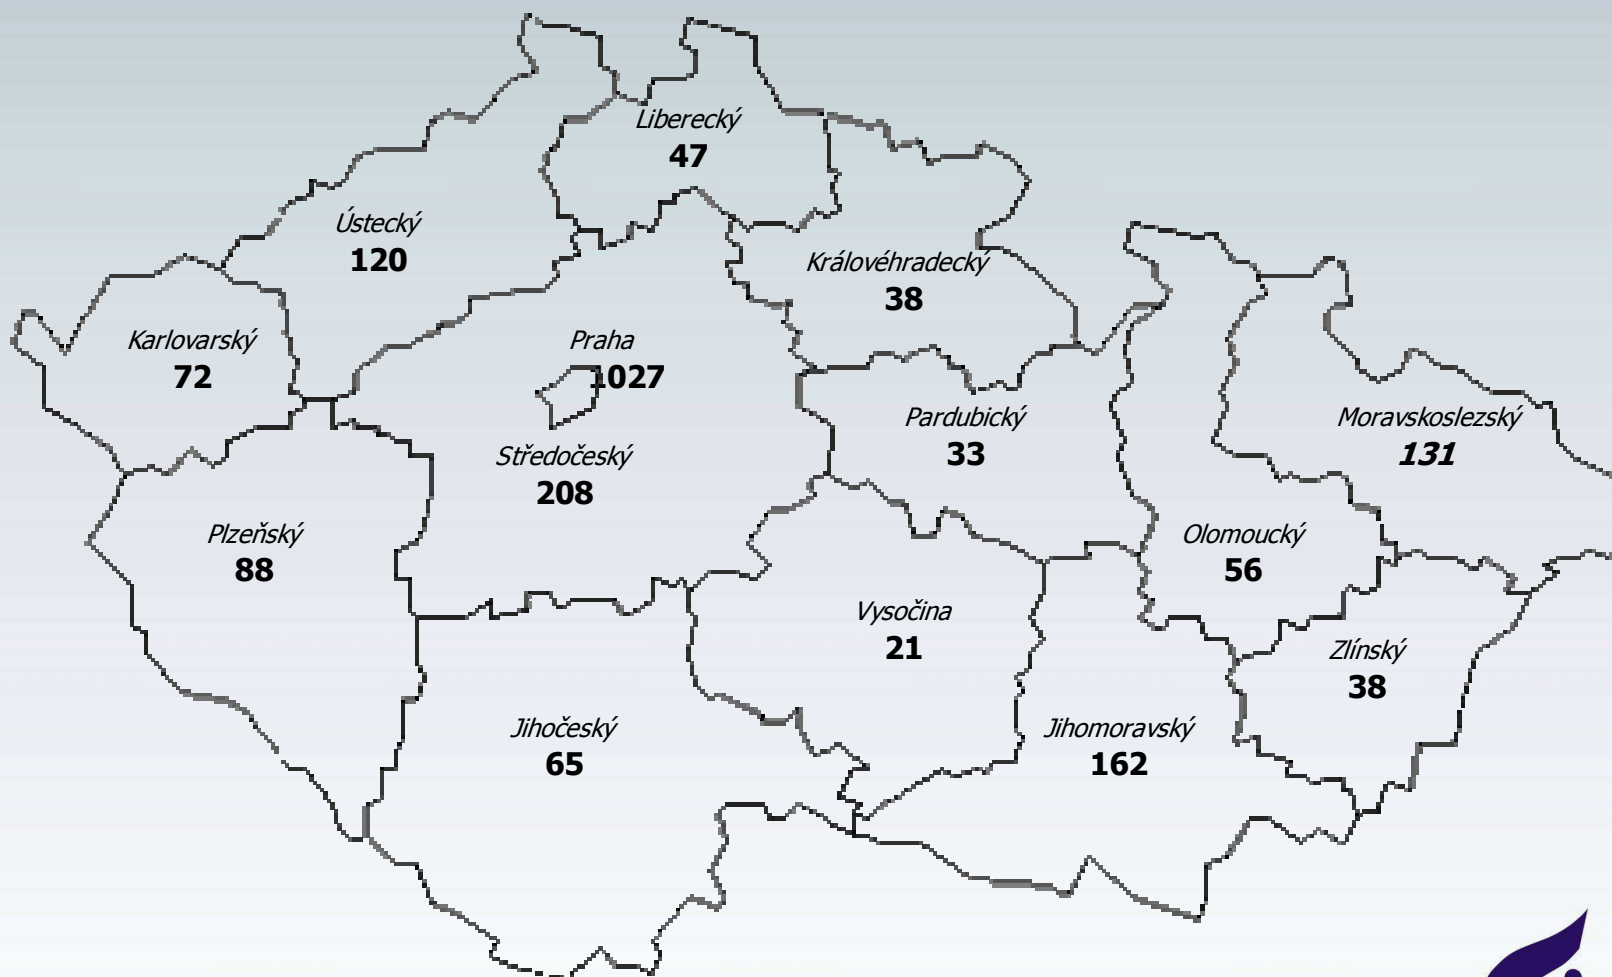 Liberecký
47
Ústecký
120
Královéhradecký
38
Karlovarský
72
Praha
1027
Pardubický
33
Moravskoslezský
131
Středočeský
208
Plzeňský
88
Olomoucký
56
Vysočina
21
Zlínský
38
Jihočeský
65
Jihomoravský
162